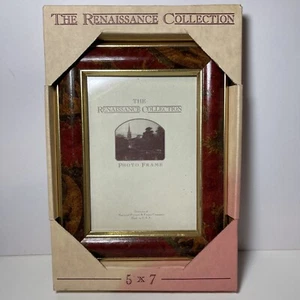 THE RENAISSANCE COLLECTION
THE
RENAISSANCE COLLECTION
PHOTO FRAME
5 x 7